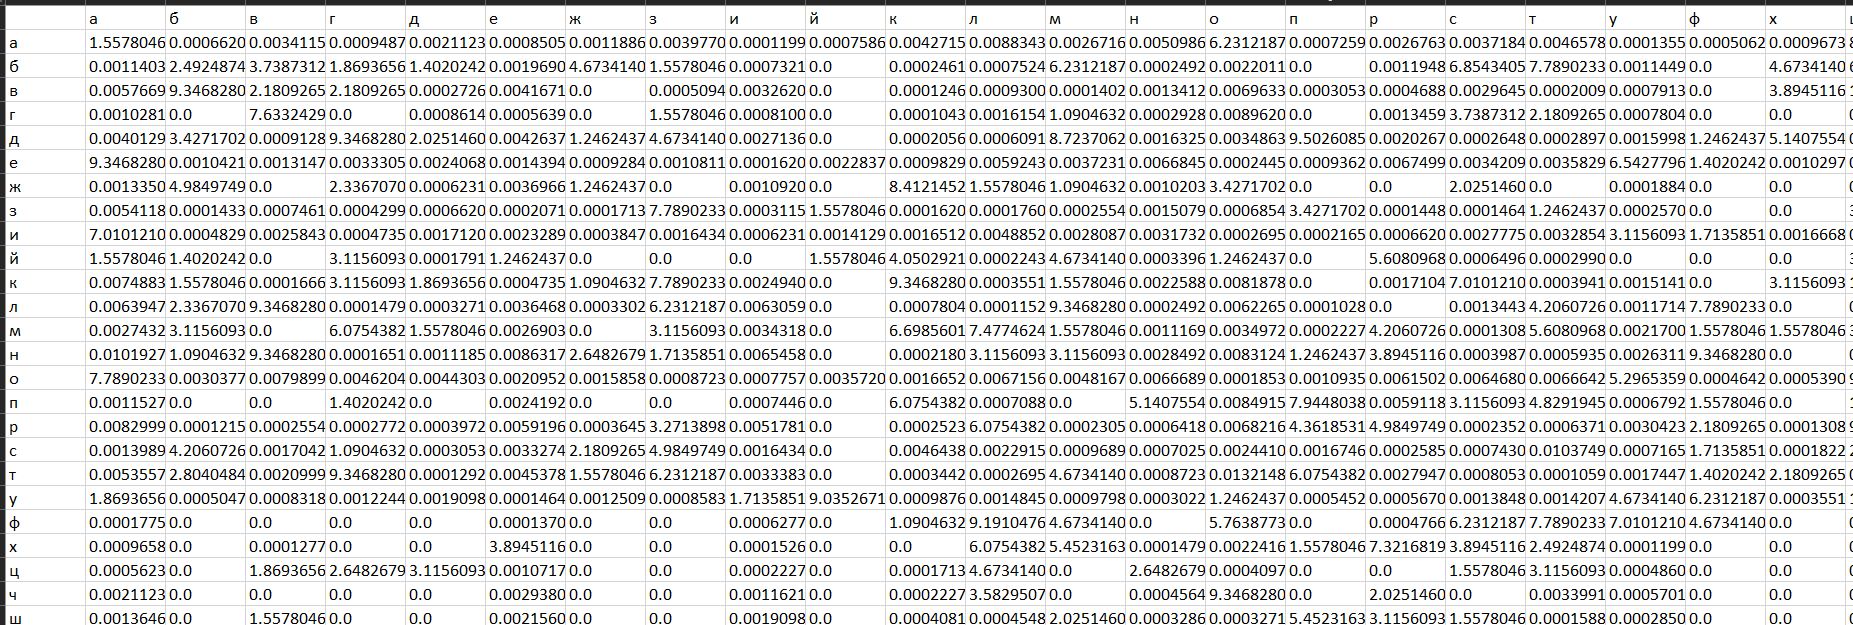 а б в г д е ж з и й к л м н о п р с т у ф х
а 1.5578046 0.0006620 0.0034115 0.0009487 0.0021123 0.0008505 0.0011886 0.0039770 0.0001199 0.0007586 0.0042715 0.0088343 0.0026716 0.0050986 6.2312187 0.0007259 0.0026763 0.0037184 0.0046578 0.0001355 0.0005062 0.0009673
б 0.0011403 2.4924874 3.7387312 1.8693656 1.4020242 0.0019690 4.6734140 1.5578046 0.0007321 0.0 0.0002461 0.0007524 6.2312187 0.0002492 0.0022011 0.0 0.0011948 6.8543405 7.7890233 0.0011449 0.0 4.6734140
в 0.0057669 9.3468280 2.1809265 2.1809265 0.0002726 0.0041671 0.0 0.0005094 0.0032620 0.0 0.0001246 0.0009300 0.0001402 0.0013412 0.0069633 0.0003053 0.0004688 0.0029645 0.0002009 0.0007913 0.0 3.8945116
г 0.0010281 0.0 7.6332429 0.0 0.0008614 0.0005639 0.0 1.5578046 0.0008100 0.0 0.0001043 0.0016154 1.0904632 0.0002928 0.0089620 0.0 0.0013459 3.7387312 2.1809265 0.0007804 0.0 0.0
д 0.0040129 3.4271702 0.0009128 9.3468280 2.0251460 0.0042637 1.2462437 4.6734140 0.0027136 0.0 0.0002056 0.0006091 8.7237062 0.0016325 0.0034863 9.5026085 0.0020267 0.0002648 0.0002897 0.0015998 1.2462437 5.1407554
е 9.3468280 0.0010421 0.0013147 0.0033305 0.0024068 0.0014394 0.0009284 0.0010811 0.0001620 0.0022837 0.0009829 0.0059243 0.0037231 0.0066845 0.0002445 0.0009362 0.0067499 0.0034209 0.0035829 6.5427796 1.4020242 0.0010297
ж 0.0013350 4.9849749 0.0 2.3367070 0.0006231 0.0036966 1.2462437 0.0 0.0010920 0.0 8.4121452 1.5578046 1.0904632 0.0010203 3.4271702 0.0 0.0 2.0251460 0.0 0.0001884 0.0 0.0
з 0.0054118 0.0001433 0.0007461 0.0004299 0.0006620 0.0002071 0.0001713 7.7890233 0.0003115 1.5578046 0.0001620 0.0001760 0.0002554 0.0015079 0.0006854 3.4271702 0.0001448 0.0001464 1.2462437 0.0002570 0.0 0.0
и 7.0101210 0.0004829 0.0025843 0.0004735 0.0017120 0.0023289 0.0003847 0.0016434 0.0006231 0.0014129 0.0016512 0.0048852 0.0028087 0.0031732 0.0002695 0.0002165 0.0006620 0.0027775 0.0032854 3.1156093 1.7135851 0.0016668
й 1.5578046 1.4020242 0.0 3.1156093 0.0001791 1.2462437 0.0 0.0 0.0 1.5578046 4.0502921 0.0002243 4.6734140 0.0003396 1.2462437 0.0 5.6080968 0.0006496 0.0002990 0.0 0.0 0.0
к 0.0074883 1.5578046 0.0001666 3.1156093 1.8693656 0.0004735 1.0904632 7.7890233 0.0024940 0.0 9.3468280 0.0003551 1.5578046 0.0022588 0.0081878 0.0 0.0017104 7.0101210 0.0003941 0.0015141 0.0 3.1156093
л 0.0063947 2.3367070 9.3468280 0.0001479 0.0003271 0.0036468 0.0003302 6.2312187 0.0063059 0.0 0.0007804 0.0001152 9.3468280 0.0002492 0.0062265 0.0001028 0.0 0.0013443 4.2060726 0.0011714 7.7890233 0.0
м 0.0027432 3.1156093 0.0 6.0754382 1.5578046 0.0026903 0.0 3.1156093 0.0034318 0.0 6.6985601 7.4774624 1.5578046 0.0011169 0.0034972 0.0002227 4.2060726 0.0001308 5.6080968 0.0021700 1.5578046 1.5578046
н 0.0101927 1.0904632 9.3468280 0.0001651 0.0011185 0.0086317 2.6482679 1.7135851 0.0065458 0.0 0.0002180 3.1156093 3.1156093 0.0028492 0.0083124 1.2462437 3.8945116 0.0003987 0.0005935 0.0026311 9.3468280 0.0
о 7.7890233 0.0030377 0.0079899 0.0046204 0.0044303 0.0020952 0.0015858 0.0008723 0.0007757 0.0035720 0.0016652 0.0067156 0.0048167 0.0066689 0.0001853 0.0010935 0.0061502 0.0064680 0.0066642 5.2965359 0.0004642 0.0005390
п 0.0011527 0.0 0.0 1.4020242 0.0 0.0024192 0.0 0.0 0.0007446 0.0 6.0754382 0.0007088 0.0 5.1407554 0.0084915 7.9448038 0.0059118 3.1156093 4.8291945 0.0006792 1.5578046 0.0
р 0.0082999 0.0001215 0.0002554 0.0002772 0.0003972 0.0059196 0.0003645 3.2713898 0.0051781 0.0 0.0002523 6.0754382 0.0002305 0.0006418 0.0068216 4.3618531 4.9849749 0.0002352 0.0006371 0.0030423 2.1809265 0.0001308
с 0.0013989 4.2060726 0.0017042 1.0904632 0.0003053 0.0033274 2.1809265 4.9849749 0.0016434 0.0 0.0046438 0.0022915 0.0009689 0.0007025 0.0024410 0.0016746 0.0002585 0.0007430 0.0103749 0.0007165 1.7135851 0.0001822
т 0.0053557 2.8040484 0.0020999 9.3468280 0.0001292 0.0045378 1.5578046 6.2312187 0.0033383 0.0 0.0003442 0.0002695 4.6734140 0.0008723 0.0132148 6.0754382 0.0027947 0.0008053 0.0001059 0.0017447 1.4020242 2.1809265
у 1.8693656 0.0005047 0.0008318 0.0012244 0.0019098 0.0001464 0.0012509 0.0008583 1.7135851 9.0352671 0.0009876 0.0014845 0.0009798 0.0003022 1.2462437 0.0005452 0.0005670 0.0013848 0.0014207 4.6734140 6.2312187 0.0003551
ф 0.0001775 0.0 0.0 0.0 0.0 0.0001370 0.0 0.0 0.0006277 0.0 1.0904632 9.1910476 4.6734140 0.0 5.7638773 0.0 0.0004766 6.2312187 7.7890233 7.0101210 4.6734140 0.0
х 0.0009658 0.0 0.0001277 0.0 0.0 3.8945116 0.0 0.0 0.0001526 0.0 0.0 6.0754382 5.4523163 0.0001479 0.0022416 1.5578046 7.3216819 3.8945116 0.0 0.0001199 0.0 0.0
ц 0.0005623 0.0 1.8693656 2.6482679 3.1156093 0.0010717 0.0 0.0 0.0002227 0.0 0.0001713 4.6734140 0.0 2.6482679 0.0004097 0.0 0.0 1.5578046 3.1156093 0.0004860 0.0 0.0
ч 0.0021123 0.0 0.0 0.0 0.0 0.0029380 0.0 0.0 0.0011621 0.0 0.0002227 3.5829507 0.0 0.0004564 9.3468280 0.0 2.0251460 0.0 0.0033991 0.0005701 0.0 0.0
ш 0.0013646 0.0 1.5578046 0.0 0.0 0.0021560 0.0 0.0 0.0019098 0.0 0.0004081 0.0004548 2.0251460 0.0003286 0.0003271 5.4523163 3.1156093 1.5578046 0.0001588 0.0002850 0.0 0.0